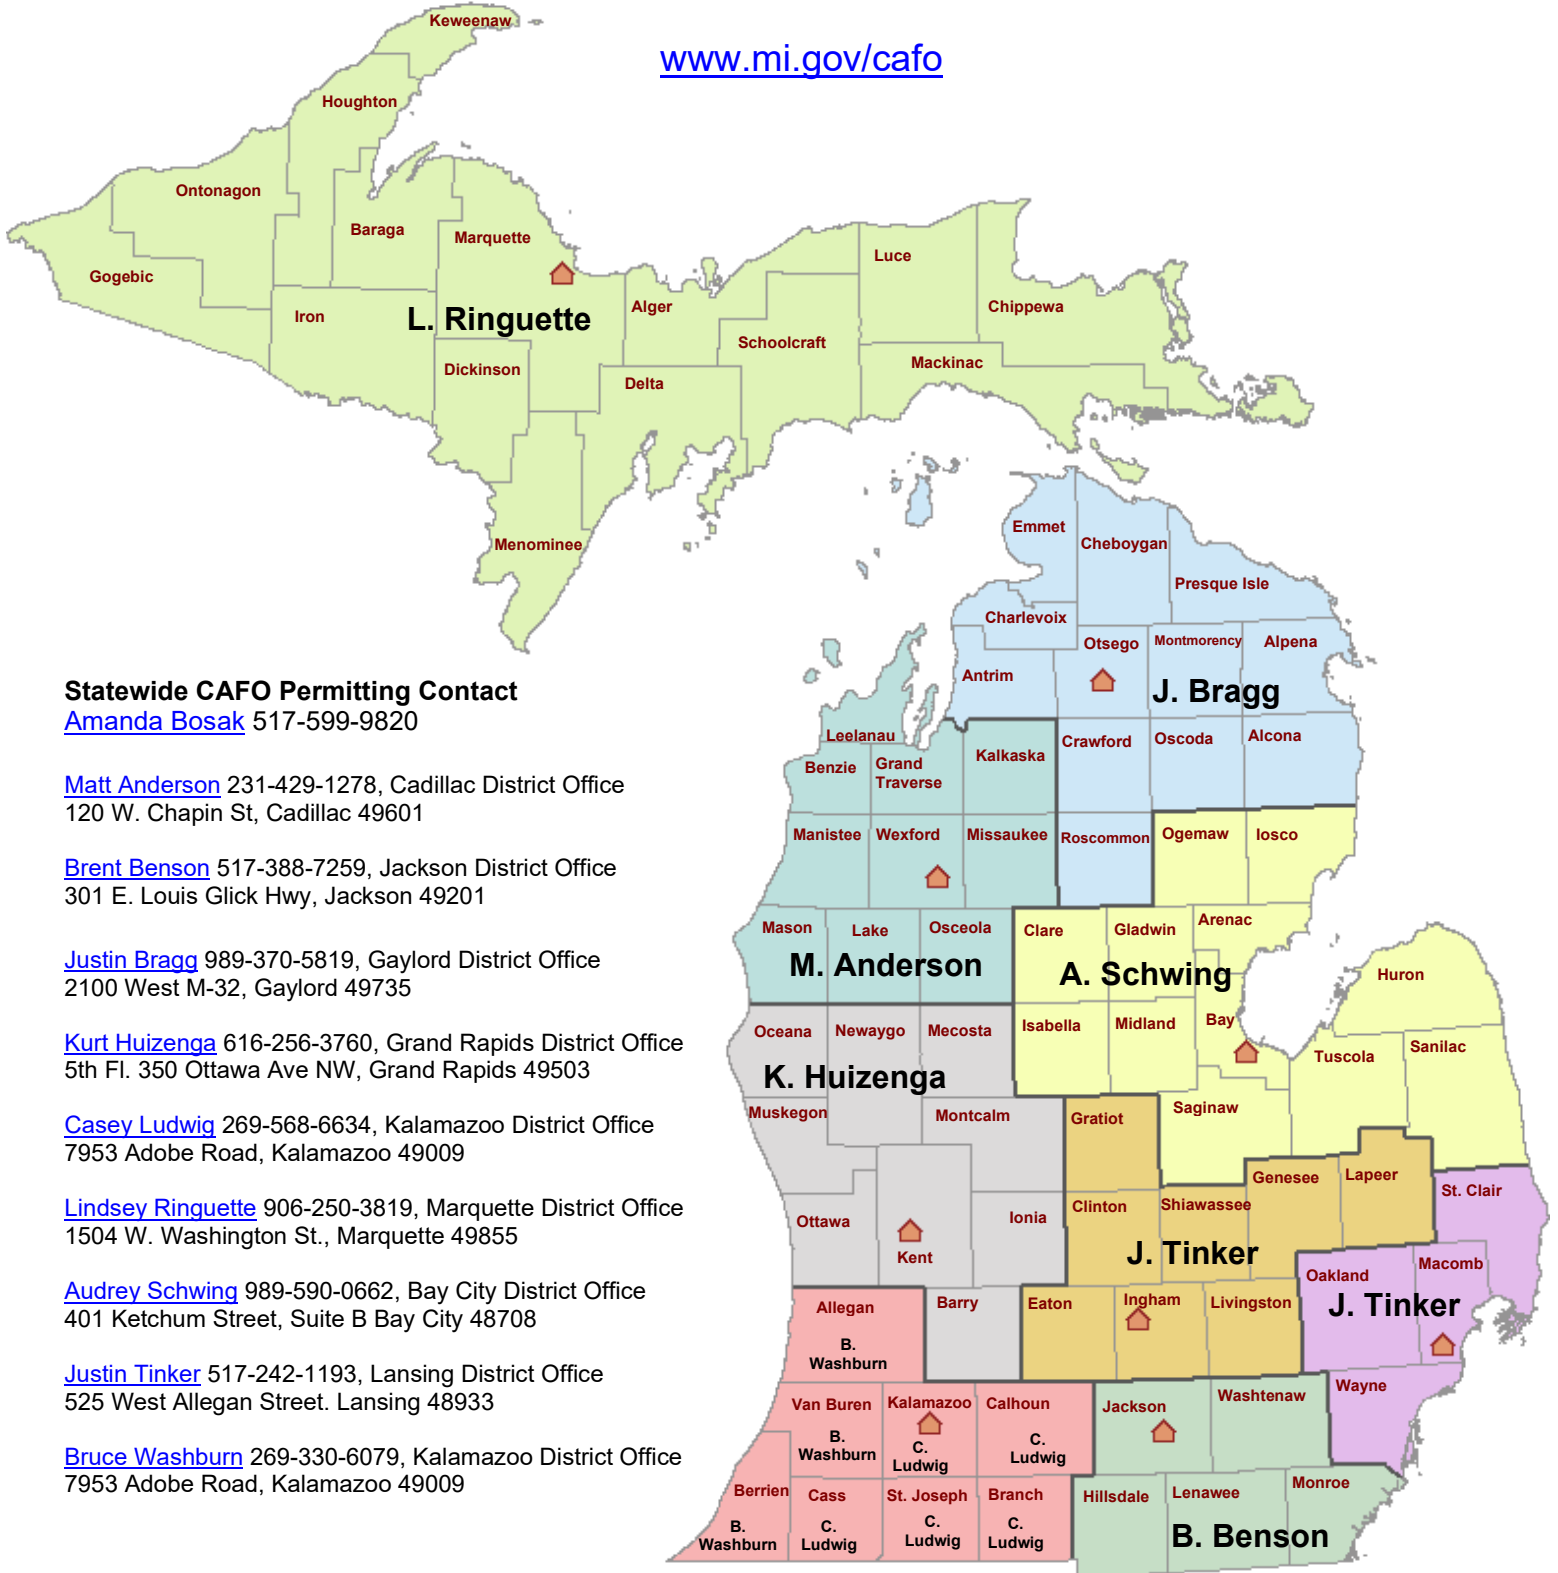 www.mi.gov/cafo
Keweenaw
Houghton
Ontonagon
Baraga
Marquette
Gogebic
Iron
L. Ringuette
Alger
Luce
Chippewa
Schoolcraft
Mackinac
Dickinson
Delta
Menominee
Emmet
Cheboygan
Presque Isle
Charlevoix
Otsego
Montmorency
Alpena
Antrim
J. Bragg
Crawford
Oscoda
Alcona
Roscommon
Leelanau
Benzie
Grand
Traverse
Kalkaska
Manistee
Wexford
Missaukee
Mason
Lake
Osceola
M. Anderson
Ogemaw
Iosco
Clare
Gladwin
Arenac
A. Schwing
Isabella
Midland
Bay
Huron
Tuscola
Sanilac
Saginaw
Oceana
Newaygo
Mecosta
K. Huizenga
Muskegon
Montcalm
Ottawa
Kent
Ionia
Barry
Gratiot
Clinton
Shiawassee
Genesee
Lapeer
J. Tinker
Eaton
Ingham
Livingston
St. Clair
Oakland
Macomb
J. Tinker
Wayne
Allegan
B.
Washburn
Van Buren
B.
Washburn
Kalamazoo
C.
Ludwig
Calhoun
C.
Ludwig
Berrien
B.
Washburn
Cass
C.
Ludwig
St. Joseph
C.
Ludwig
Branch
C.
Ludwig
Jackson
Washtenaw
Hillsdale
Lenawee
Monroe
B. Benson
Statewide CAFO Permitting Contact
Amanda Bosak 517-599-9820
Matt Anderson 231-429-1278, Cadillac District Office
120 W. Chapin St, Cadillac 49601
Brent Benson 517-388-7259, Jackson District Office
301 E. Louis Glick Hwy, Jackson 49201
Justin Bragg 989-370-5819, Gaylord District Office
2100 West M-32, Gaylord 49735
Kurt Huizenga 616-256-3760, Grand Rapids District Office
5th Fl. 350 Ottawa Ave NW, Grand Rapids 49503
Casey Ludwig 269-568-6634, Kalamazoo District Office
7953 Adobe Road, Kalamazoo 49009
Lindsey Ringuette 906-250-3819, Marquette District Office
1504 W. Washington St., Marquette 49855
Audrey Schwing 989-590-0662, Bay City District Office
401 Ketchum Street, Suite B Bay City 48708
Justin Tinker 517-242-1193, Lansing District Office
525 West Allegan Street. Lansing 48933
Bruce Washburn 269-330-6079, Kalamazoo District Office
7953 Adobe Road, Kalamazoo 49009